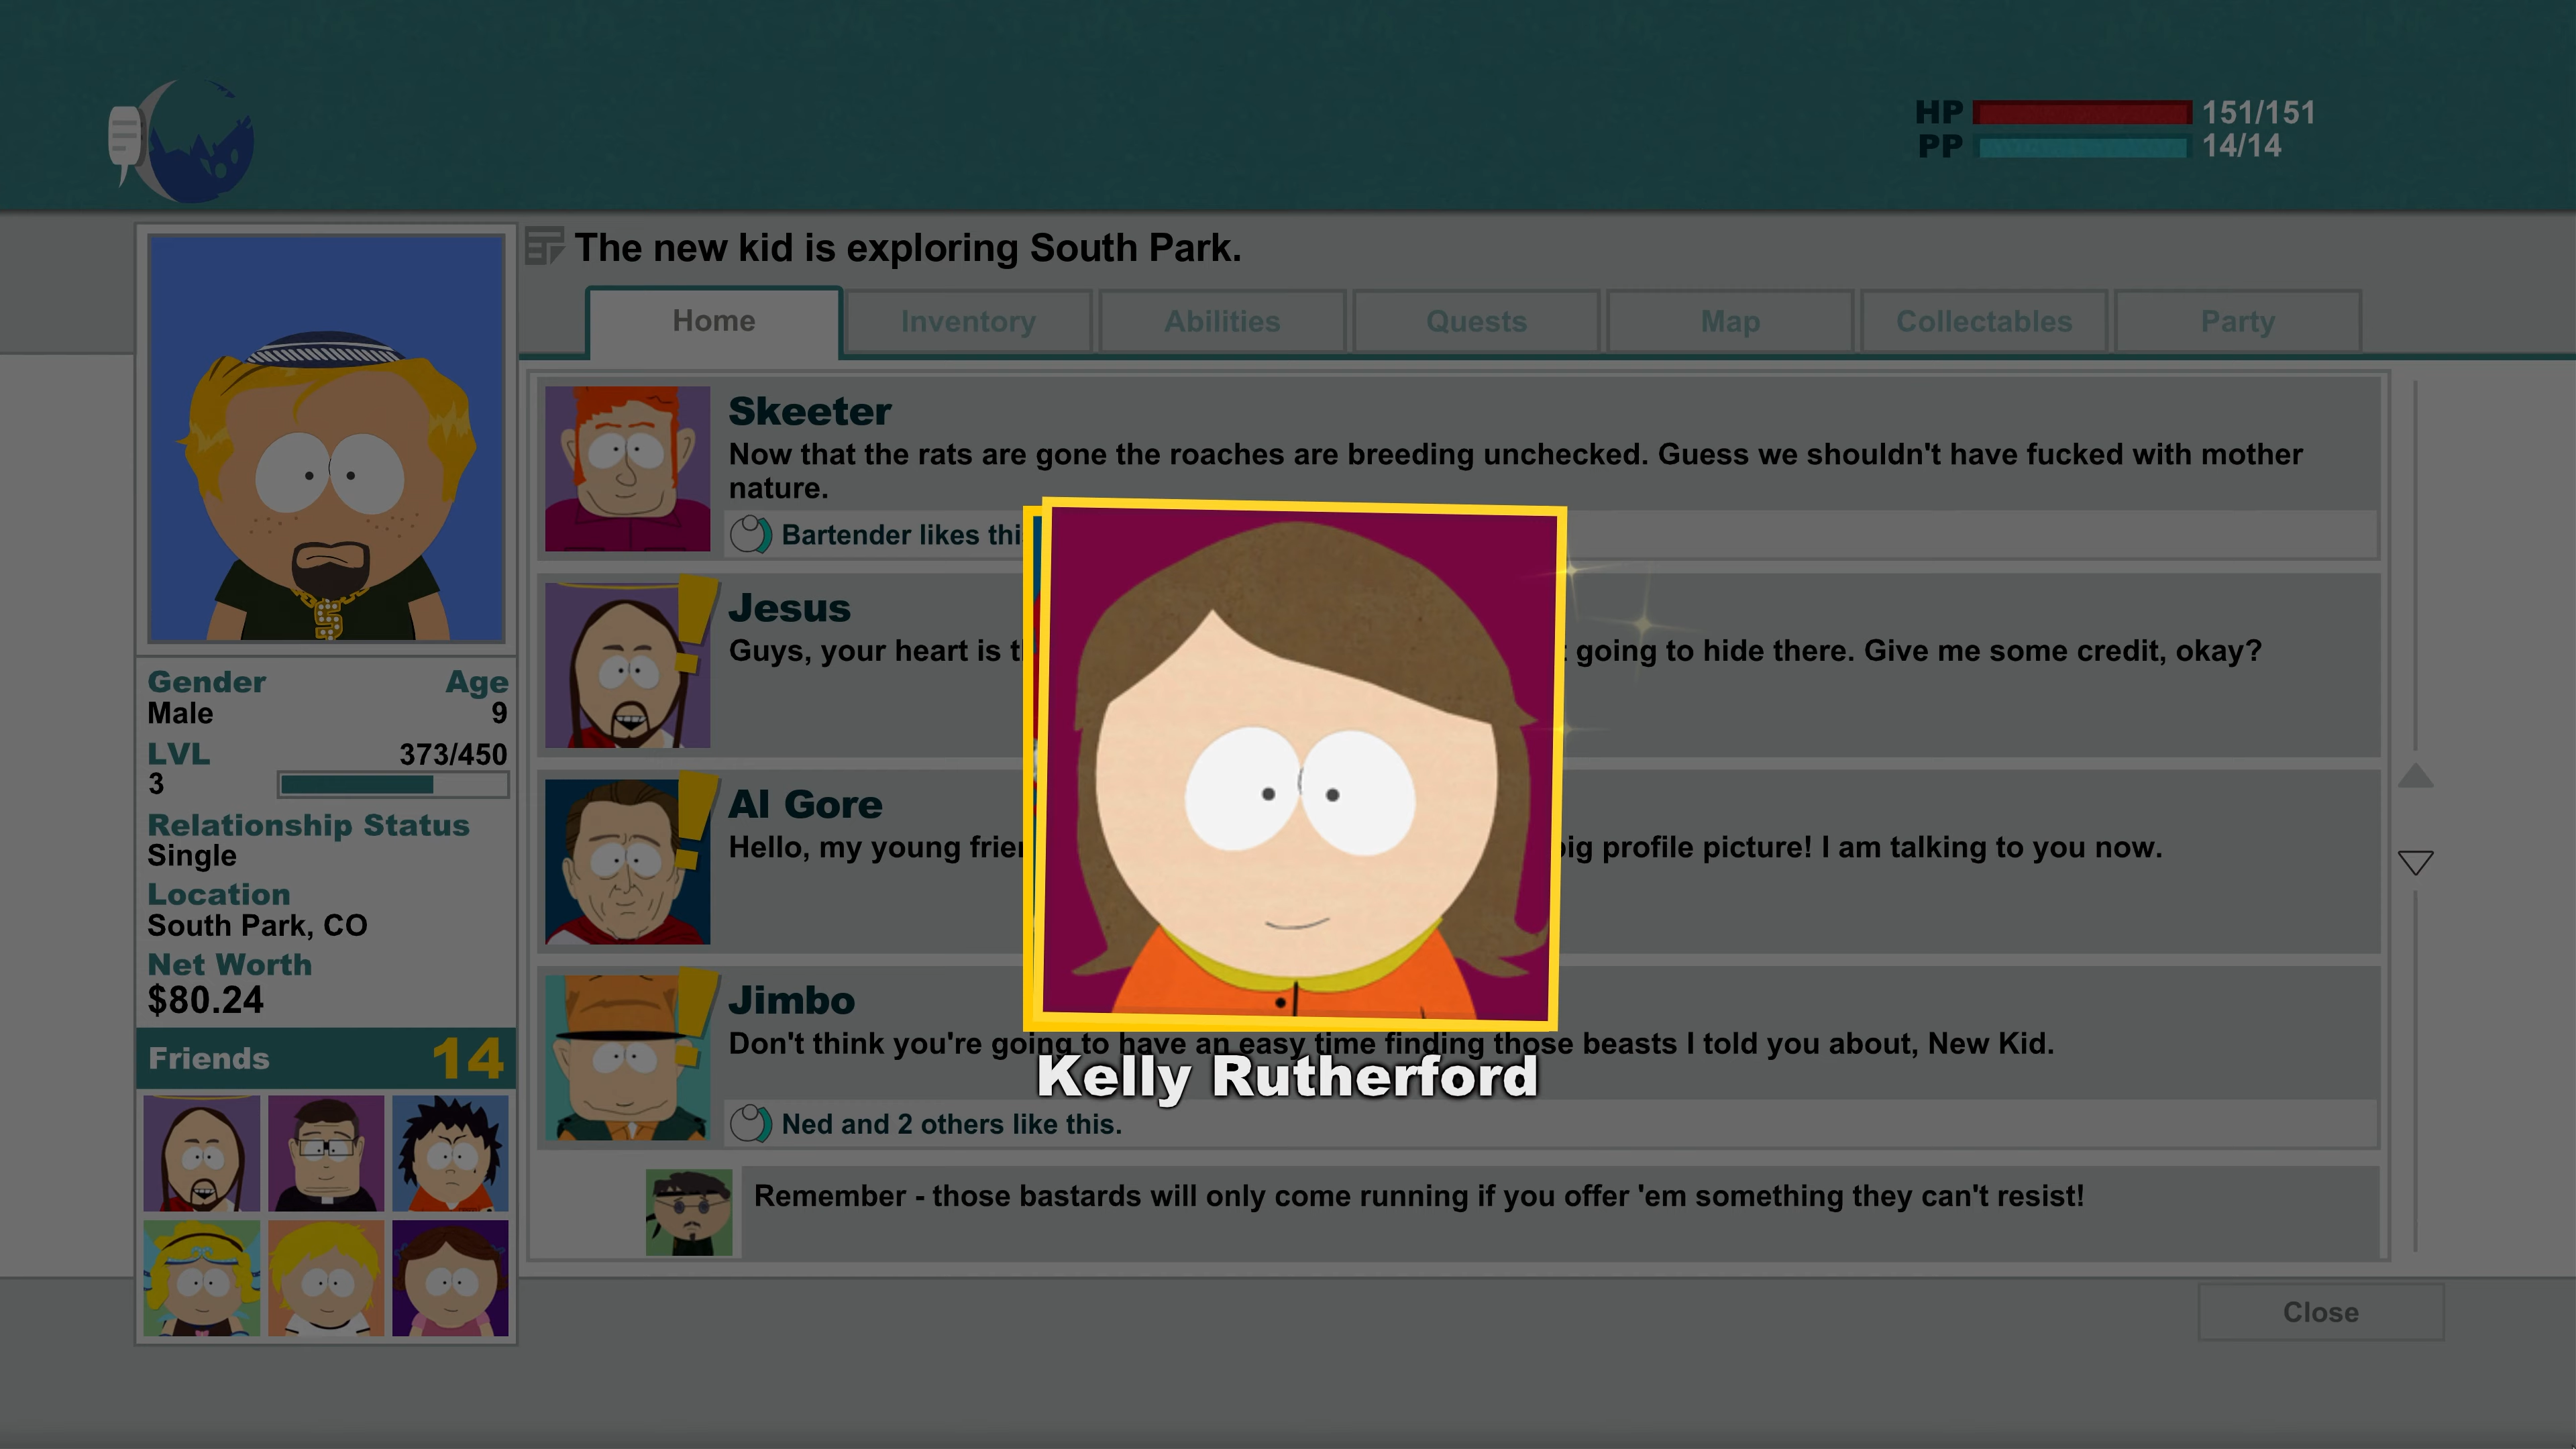 HP 151/151
PP 14/14
The new kid is exploring South Park.
Home Inventory Abilities Quests Map Collectables Party
Skeeter
Now that the rats are gone the roaches are breeding unchecked. Guess we shouldn't have fucked with mother
nature.
Bartender likes
Jesus
Guys, your heart is going to hide there. Give me some credit, okay?
Al Gore
Hello, my young profile picture! I am talking to you now.
Jimbo
Don't think you're going to have an easy time finding those beasts I told you about, New Kid.
Ned and 2 others like this.
Remember - those bastards will only come running if you offer 'em something they can't resist!
Kelly Rutherford
Gender Age
Male 9
LVL 373/450
3
Relationship Status
Single
Location
South Park, CO
Net Worth
$80.24
Friends 14
Close